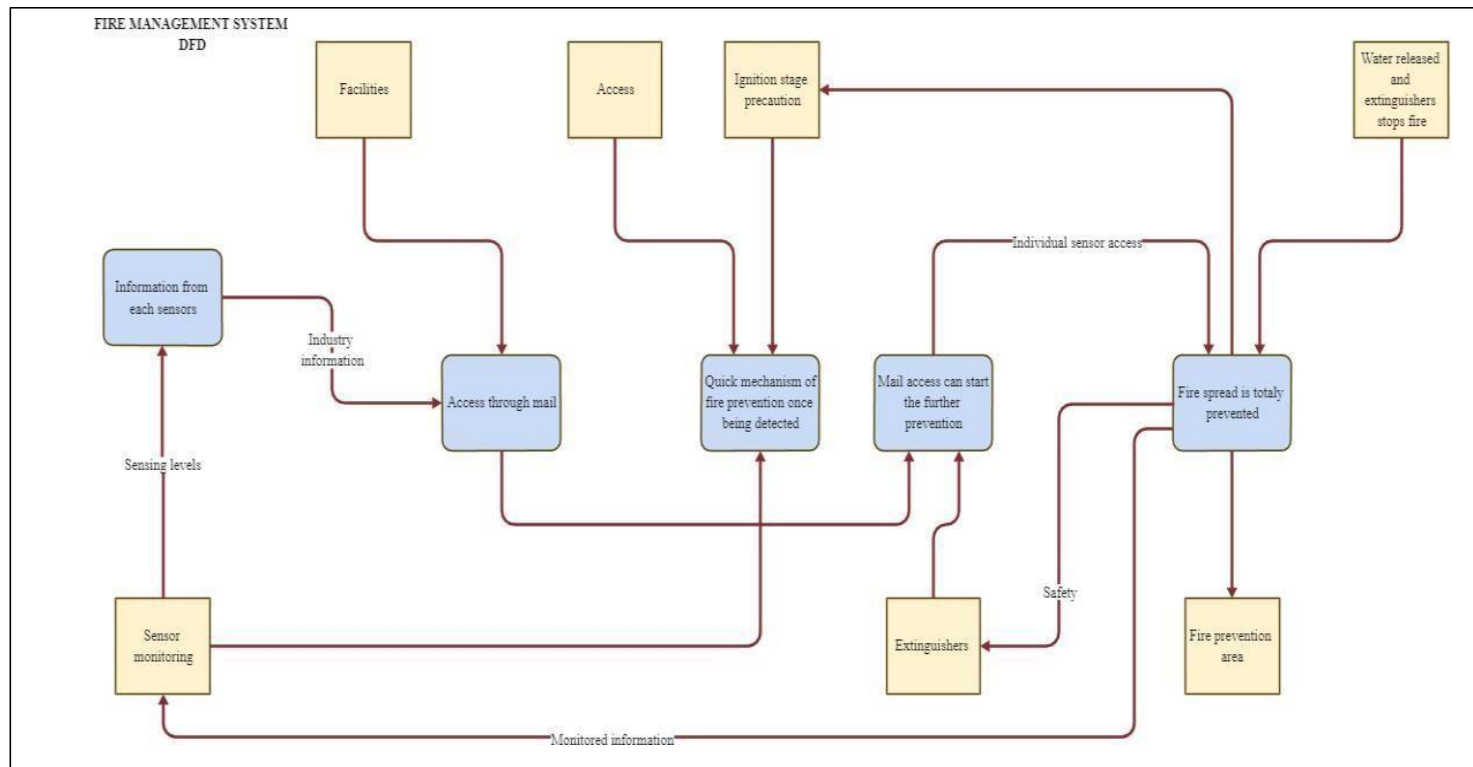 FIRE MANAGEMENT SYSTEM
DFD
Facilities
Access
Ignition stage
precaution
Water released
and
extinguishers
stops fire
Individual sensor access
Information from
each sensors
Industry
information
Access through mail
Quick mechanism of
fire prevention once
being detected
Mail access can start
the further
prevention
Fire spread is totaly
prevented
Sensing levels
Safety
Sensor
monitoring
Extinguishers
Fire prevention
area
Monitored information